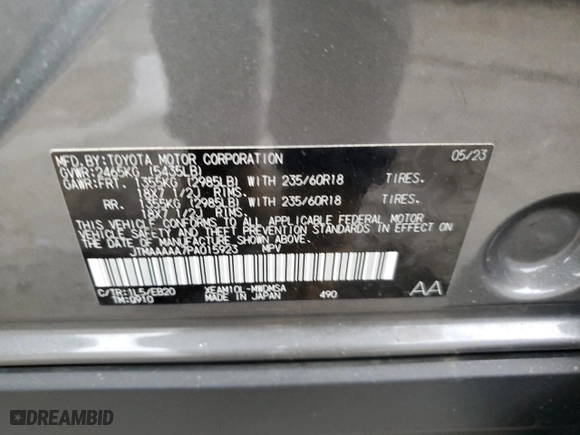 MFD.BY:TOYOTA MOTOR CORPORATION 05/23
GVWR:2465KG (5435LB)
GAWR:FRT. 1355KG (2985LB) WITH 235/60R18 TIRES.
18X7 1/2J RIMS.
RR. 1365KG (2985LB) WITH 235/60R18 TIRES.
18X7 1/2J RIMS
THIS VEHICLE CONFORMS TO ALL APPLICABLE FEDERAL MOTOR
VEHICLE SAFETY AND THEFT PREVENTION STANDARDS IN EFFECT ON
THE DATE OF MANUFACTURE SHOWN ABOVE.
JTMAAAAA7PA015923 MPV
C/TR:1L5/EB20 XEAM10L-MWDMSA
TM:Q910 MADE IN JAPAN 490 AA
DREAMBID